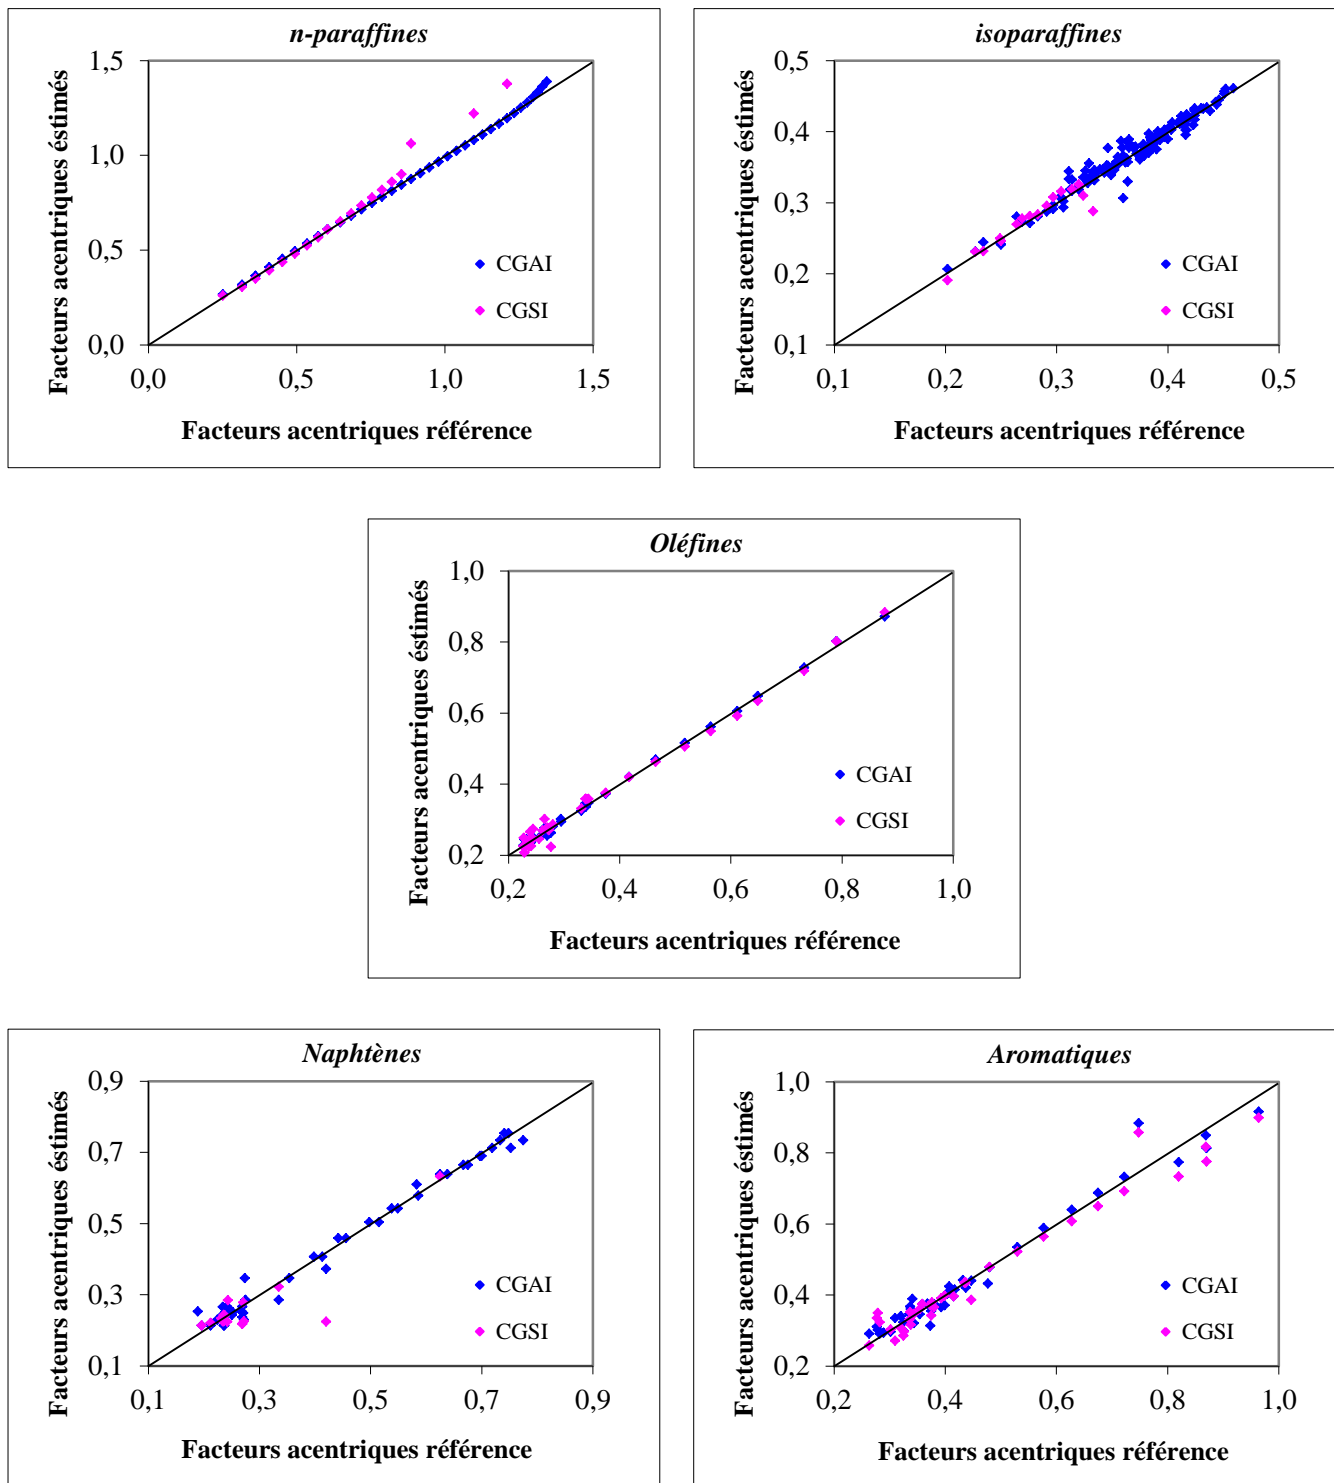 n-paraffines
Facteurs acentriques éstimés
1,5
1,0
0,5
0,0
CGAI
CGSI
0,0 0,5 1,0 1,5
Facteurs acentriques référence
isoparaffines
Facteurs acentriques éstimés
0,5
0,4
0,3
0,2
0,1
CGAI
CGSI
0,1 0,2 0,3 0,4 0,5
Facteurs acentriques référence
Oléfines
Facteurs acentriques éstimés
1,0
0,8
0,6
0,4
0,2
CGAI
CGSI
0,2 0,4 0,6 0,8 1,0
Facteurs acentriques référence
Naphtènes
Facteurs acentriques éstimés
0,9
0,7
0,5
0,3
0,1
CGAI
CGSI
0,1 0,3 0,5 0,7 0,9
Facteurs acentriques référence
Aromatiques
Facteurs acentriques éstimés
1,0
0,8
0,6
0,4
0,2
CGAI
CGSI
0,2 0,4 0,6 0,8 1,0
Facteurs acentriques référence